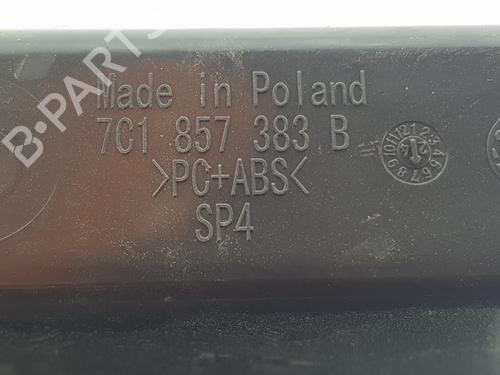 B-PARTS
Made in Poland
7C1 857 383 B
>PC+ABS<
SP4